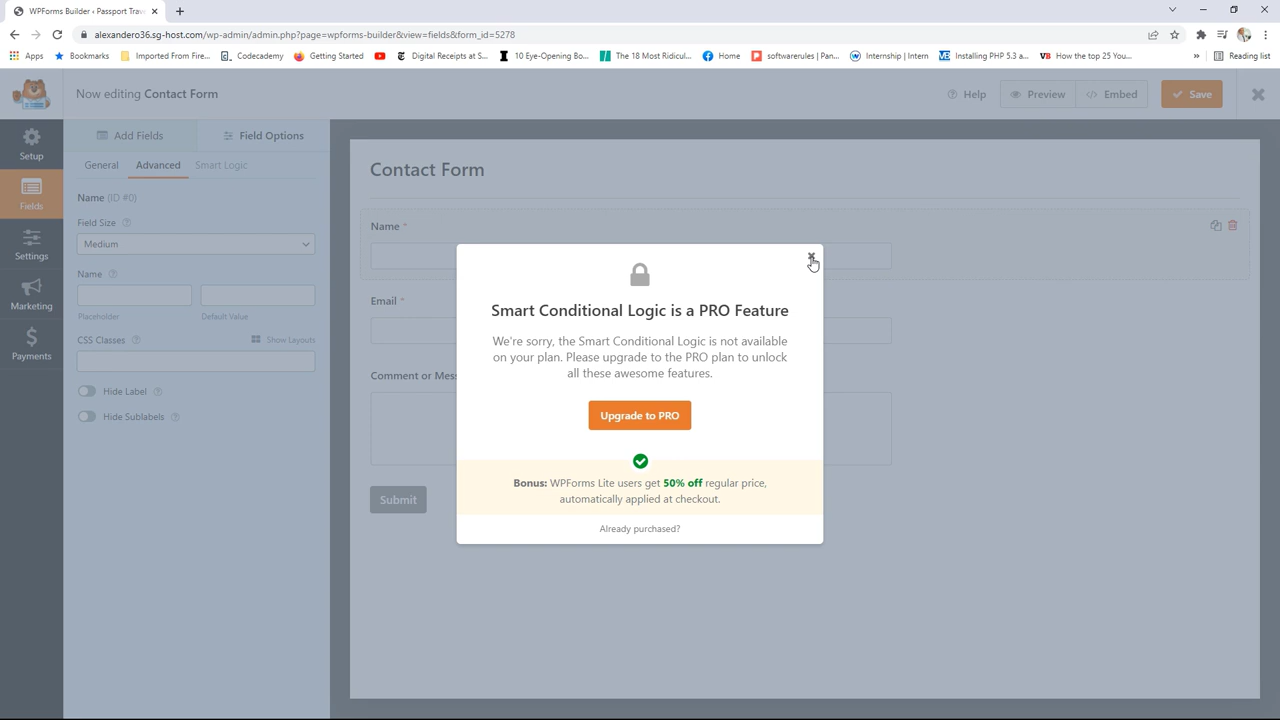 WPForms Builder ‹ Passport Trav
alexandero36.sg-host.com/wp-admin/admin.php?page=wpforms-builder&view=fields&form_id=5278
Apps
Bookmarks
Imported From Fire...
Codecademy
Getting Started
Digital Receipts at S...
10 Eye-Opening Bo...
The 18 Most Ridicul...
Home
softwarerules | Pan...
Internship | Intern
Installing PHP 5.3 a...
How the top 25 You...
»
Reading list
Now editing Contact Form
Help
Preview
Embed
Save
Setup
Fields
Settings
Marketing
Payments
Add Fields
Field Options
General
Advanced
Smart Logic
Name (ID #0)
Field Size
Medium
Name
Placeholder
Default Value
CSS Classes
Show Layouts
Hide Label
Hide Sublabels
Contact Form
Name *
Email *
Comment or Mes
Submit
Smart Conditional Logic is a PRO Feature
We're sorry, the Smart Conditional Logic is not available
on your plan. Please upgrade to the PRO plan to unlock
all these awesome features.
Upgrade to PRO
Bonus: WPForms Lite users get 50% off regular price,
automatically applied at checkout.
Already purchased?